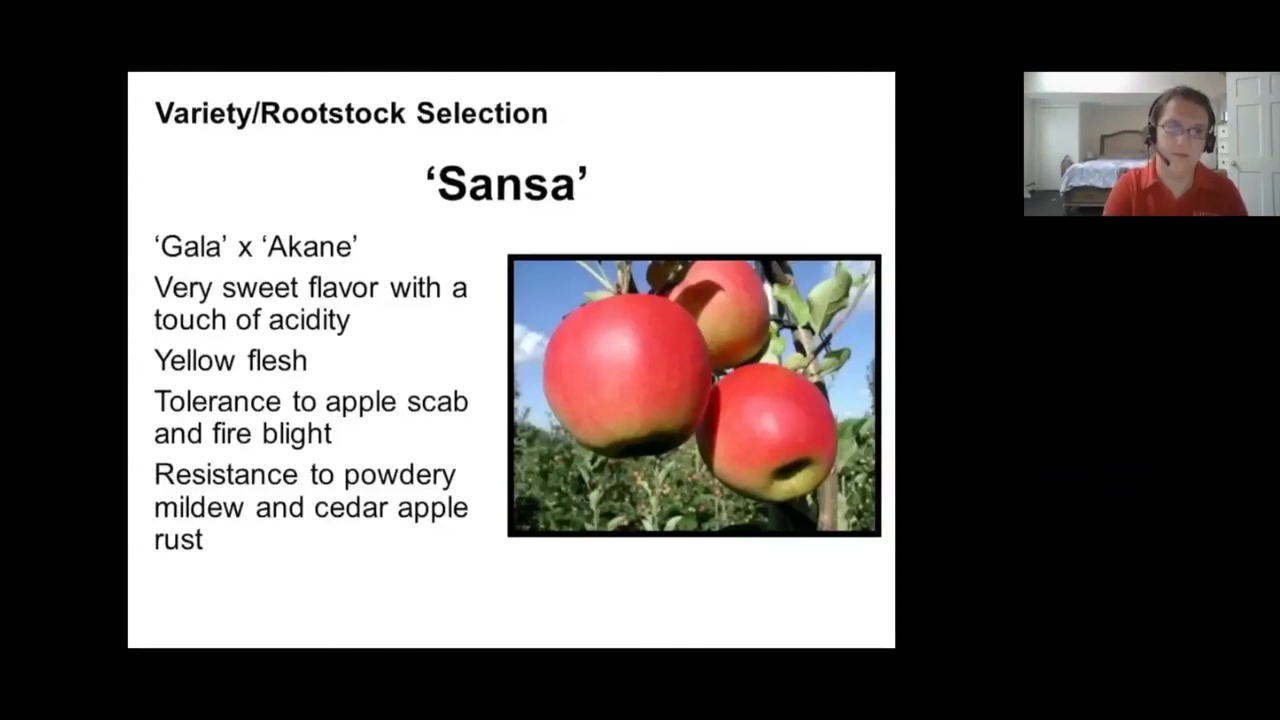 Variety/Rootstock Selection
‘Sansa’
‘Gala’ x ‘Akane’
Very sweet flavor with a
touch of acidity
Yellow flesh
Tolerance to apple scab
and fire blight
Resistance to powdery
mildew and cedar apple
rust